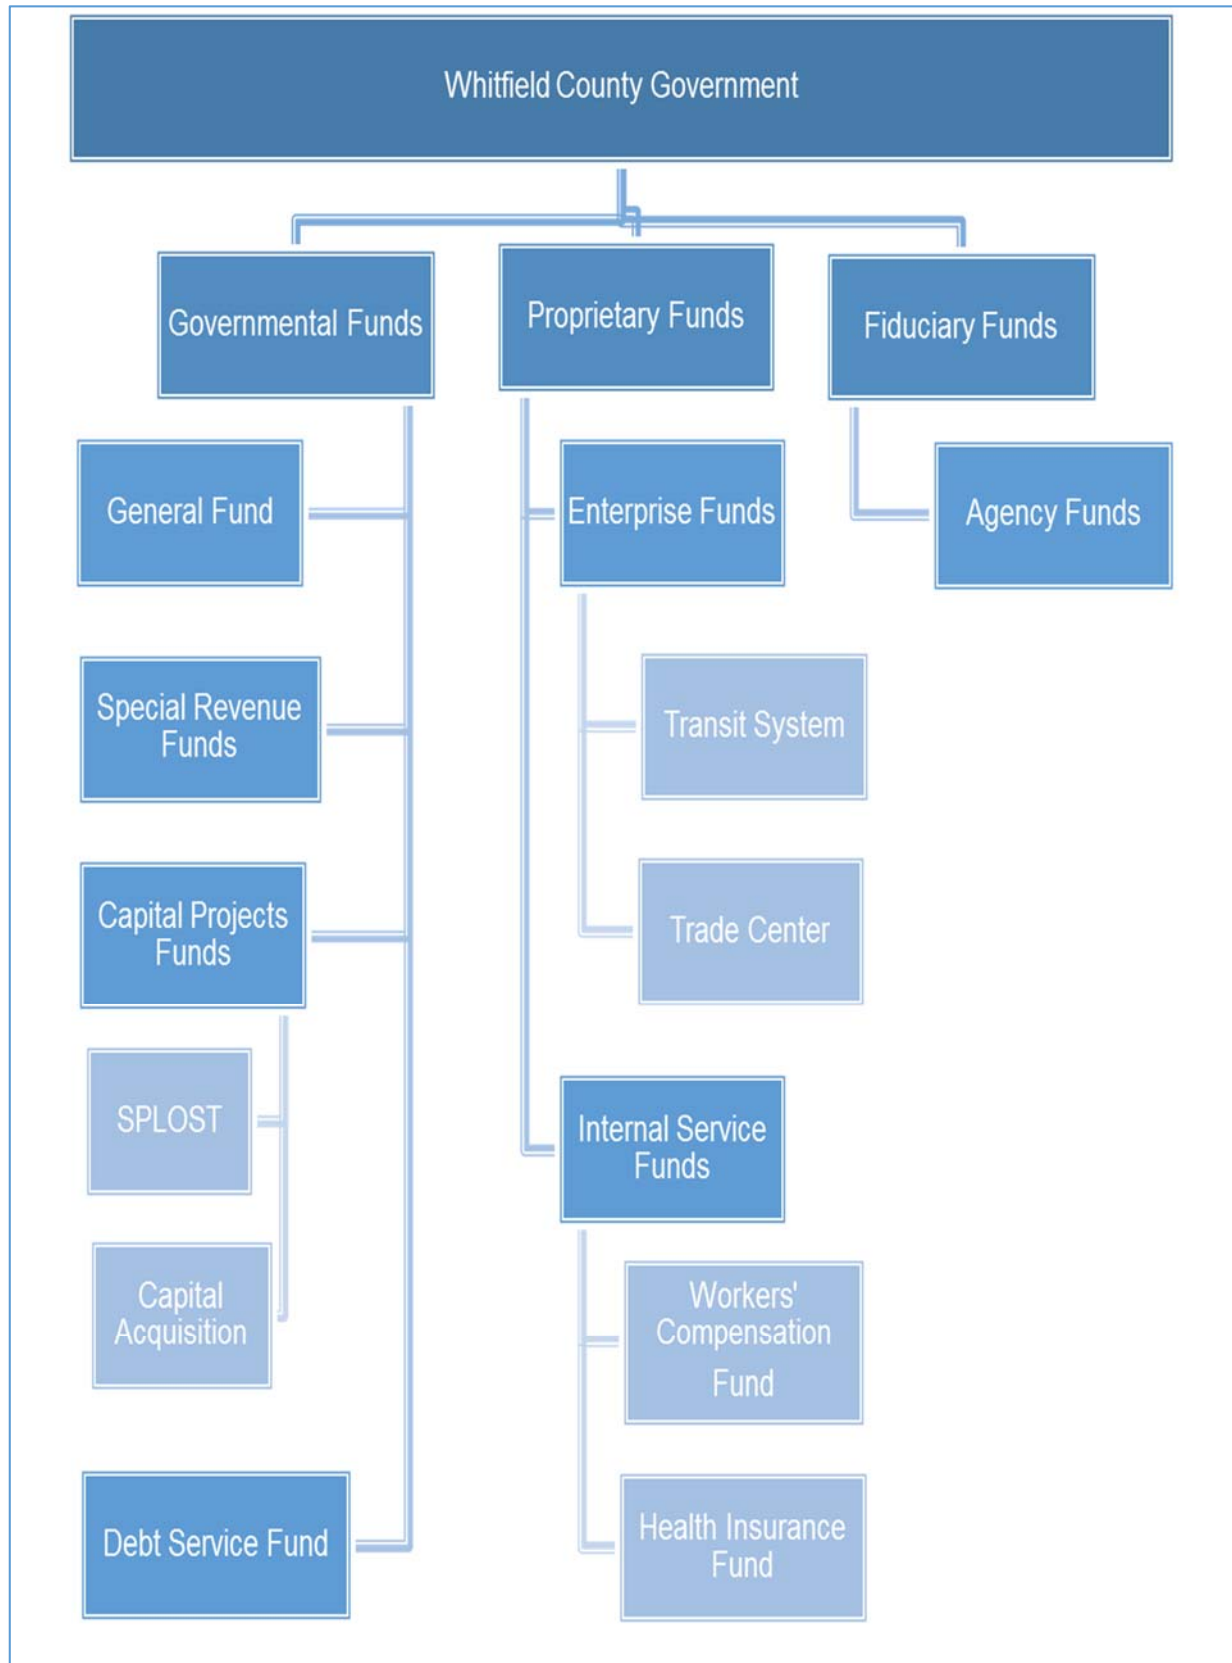 Whitfield County Government
Governmental Funds
Proprietary Funds
Fiduciary Funds
General Fund
Enterprise Funds
Agency Funds
Special Revenue
Funds
Transit System
Capital Projects
Funds
Trade Center
SPLOST
Internal Service
Funds
Capital
Acquisition
Workers'
Compensation
Fund
Debt Service Fund
Health Insurance
Fund